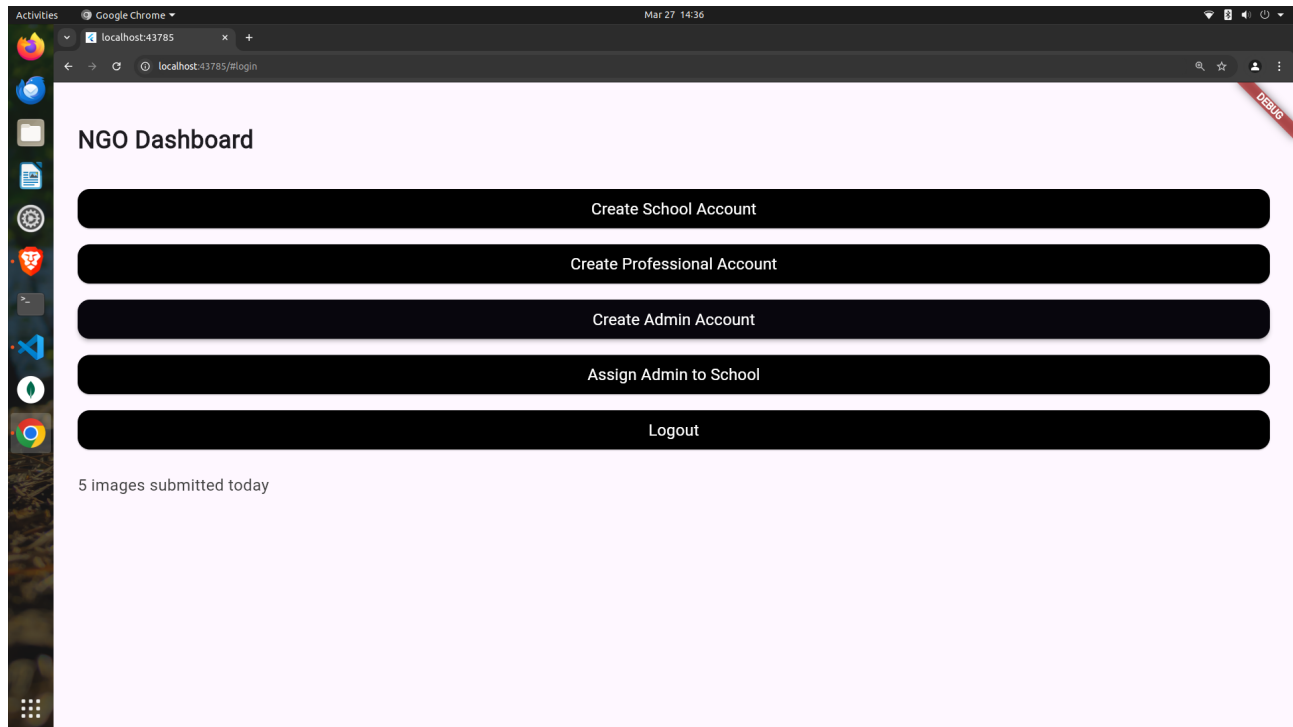 Activities Google Chrome Mar 27 14:36
localhost:43785
localhost:43785/#login
DEBUG
NGO Dashboard
Create School Account
Create Professional Account
Create Admin Account
Assign Admin to School
Logout
5 images submitted today